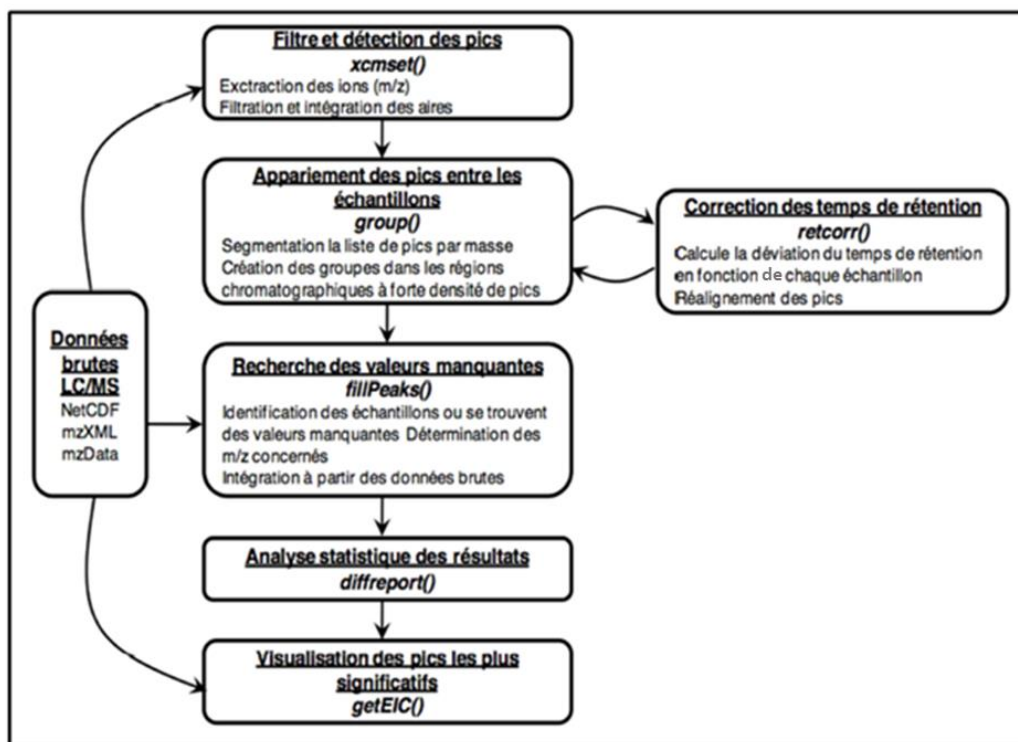 Filtre et détection des pics
xcmset()
Exctraction des ions (m/z)
Filtration et intégration des aires
Appariement des pics entre les
échantillons
group()
Segmentation la liste de pics par masse
Création des groupes dans les régions
chromatographiques à forte densité de pics
Correction des temps de rétention
retcorr()
Calcule la déviation du temps de rétention
en fonction de chaque échantillon
Réalignement des pics
Données
brutes
LC/MS
NetCDF
mzXML
mzData
Recherche des valeurs manquantes
fillPeaks()
Identification des échantillons ou se trouvent
des valeurs manquantes Détermination des
m/z concernés
Intégration à partir des données brutes
Analyse statistique des résultats
diffreport()
Visualisation des pics les plus
significatifs
getEIC()